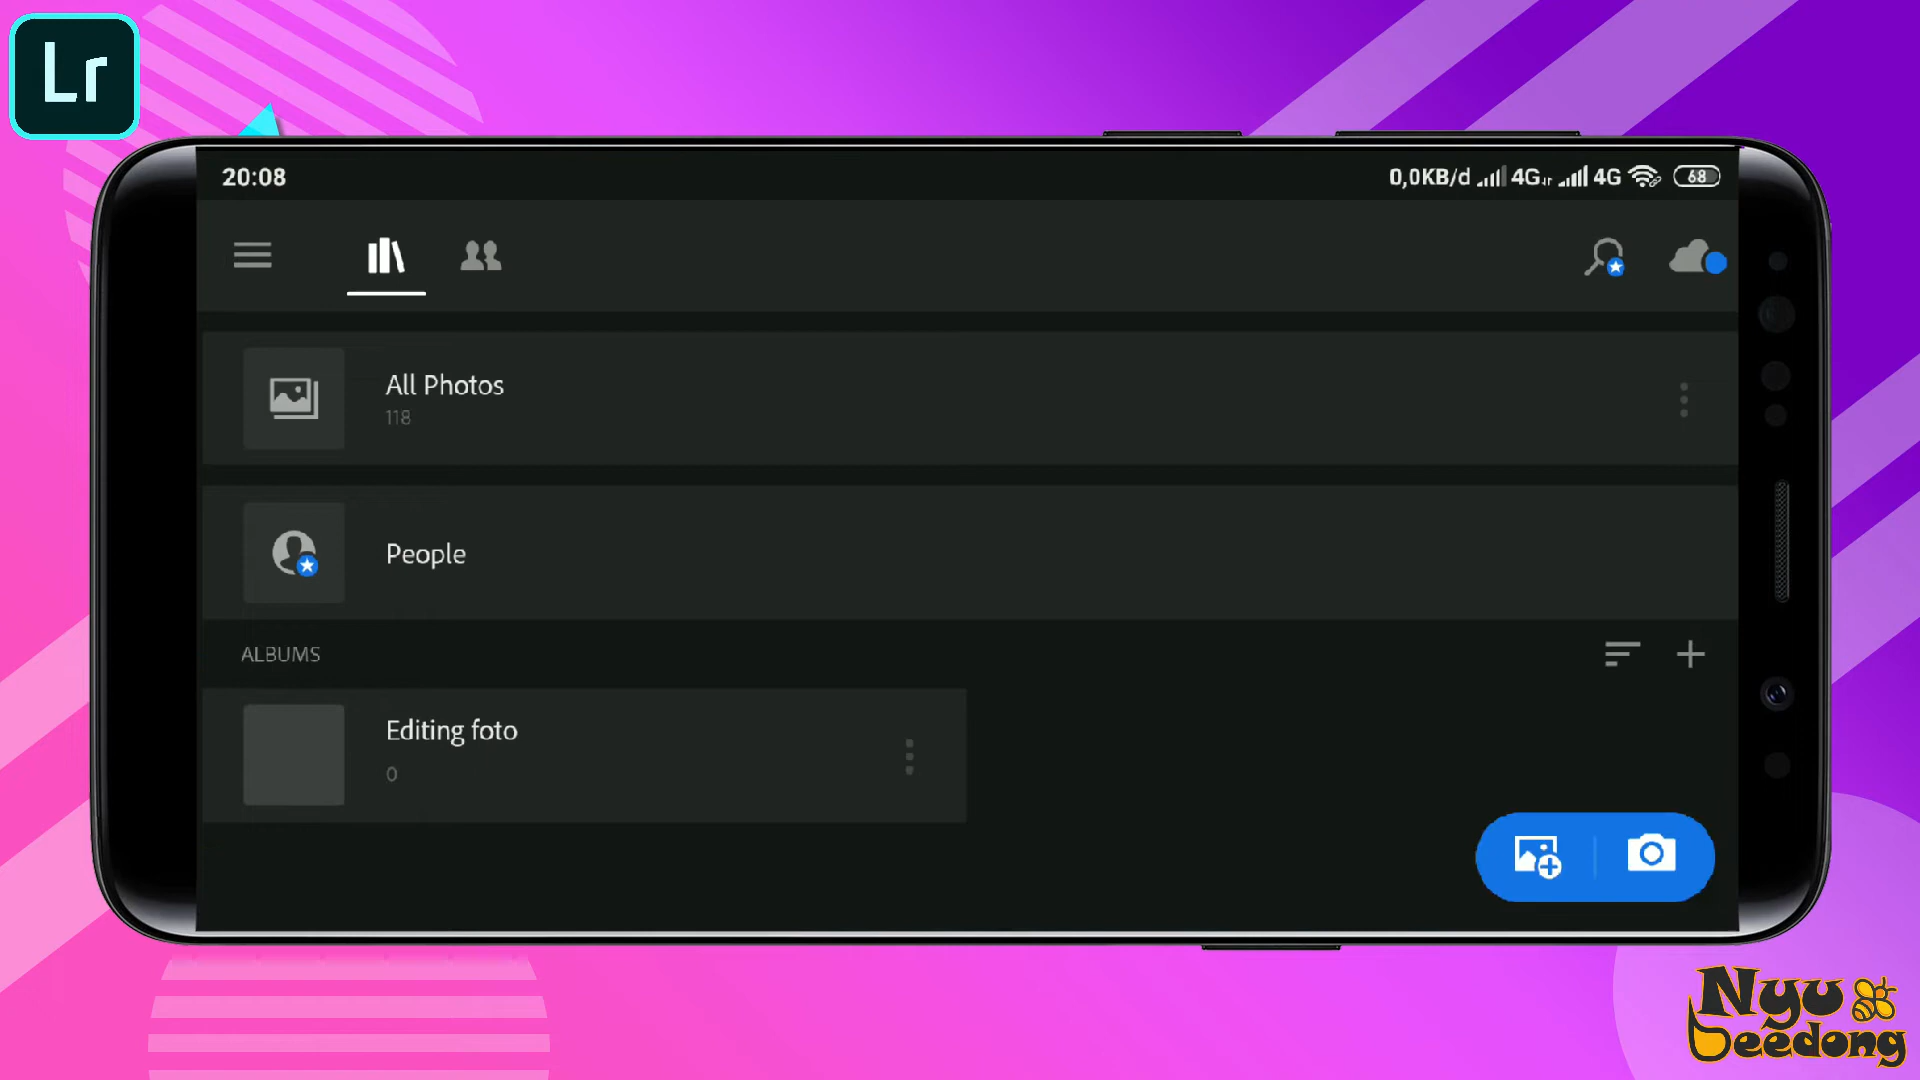 Lr
20:08
0,0KB/d 4G 4G 68
All Photos
118
People
ALBUMS
Editing foto
0
Nyu
beedong